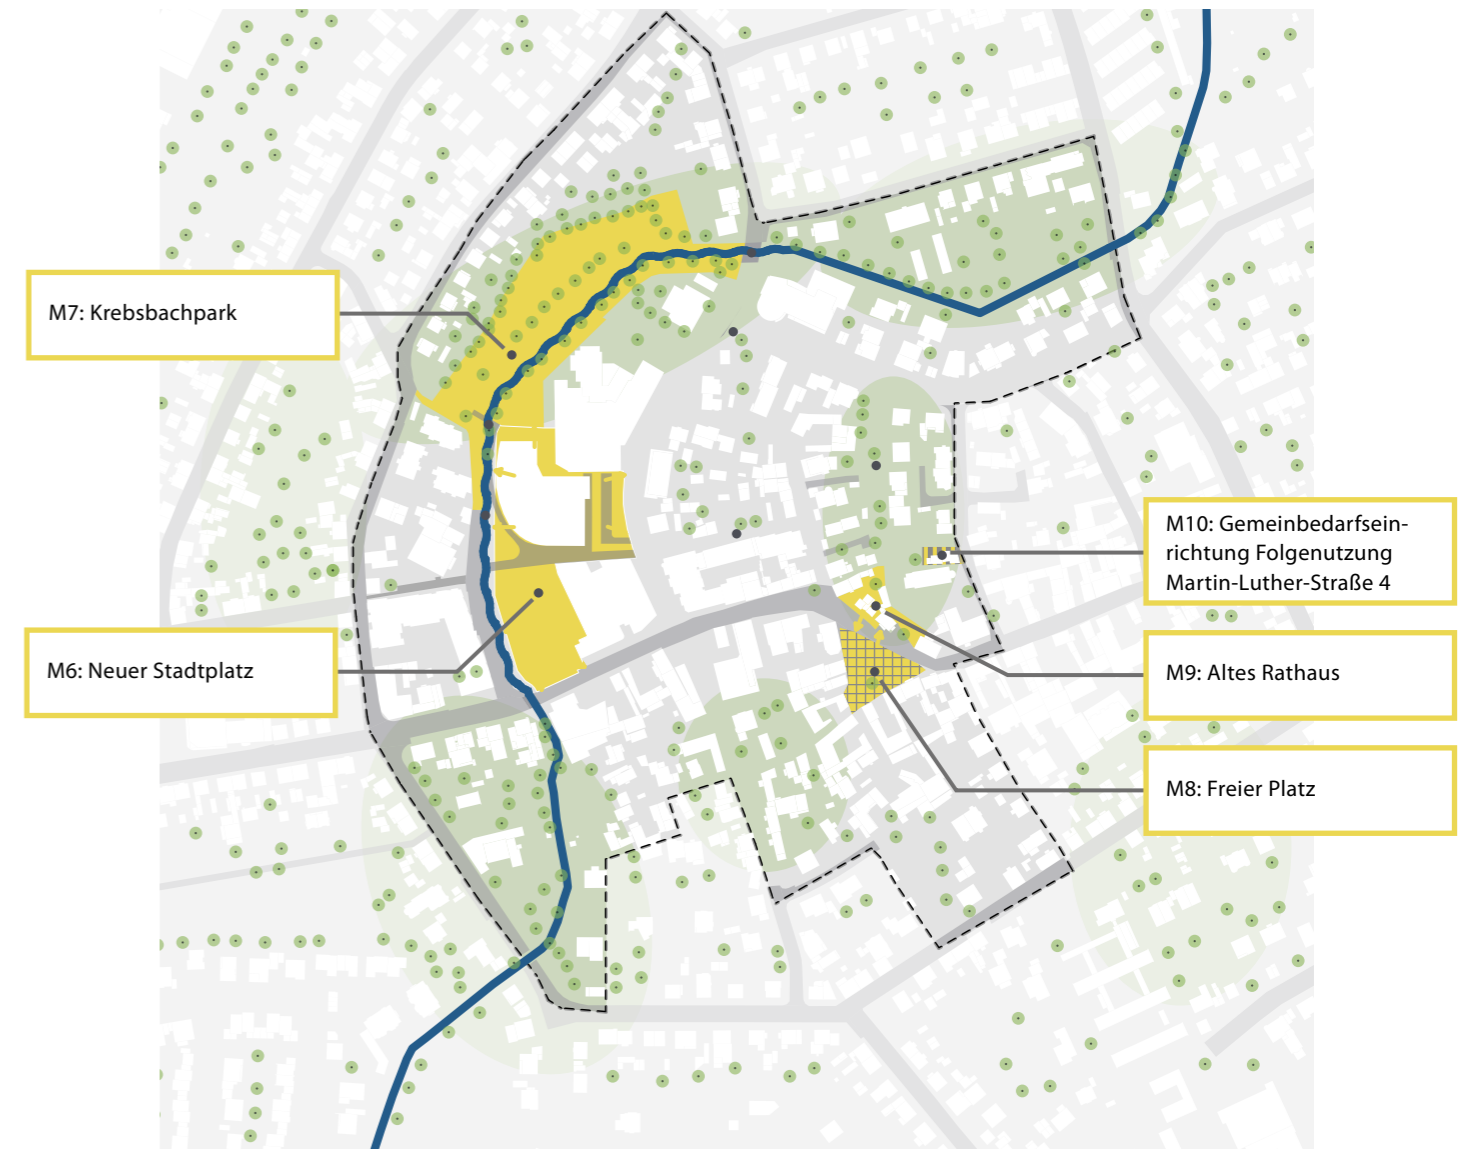 M7: Krebsbachpark
M6: Neuer Stadtplatz
M10: Gemeinbedarfsein-
richtung Folgenutzung
Martin-Luther-Straße 4
M9: Altes Rathaus
M8: Freier Platz